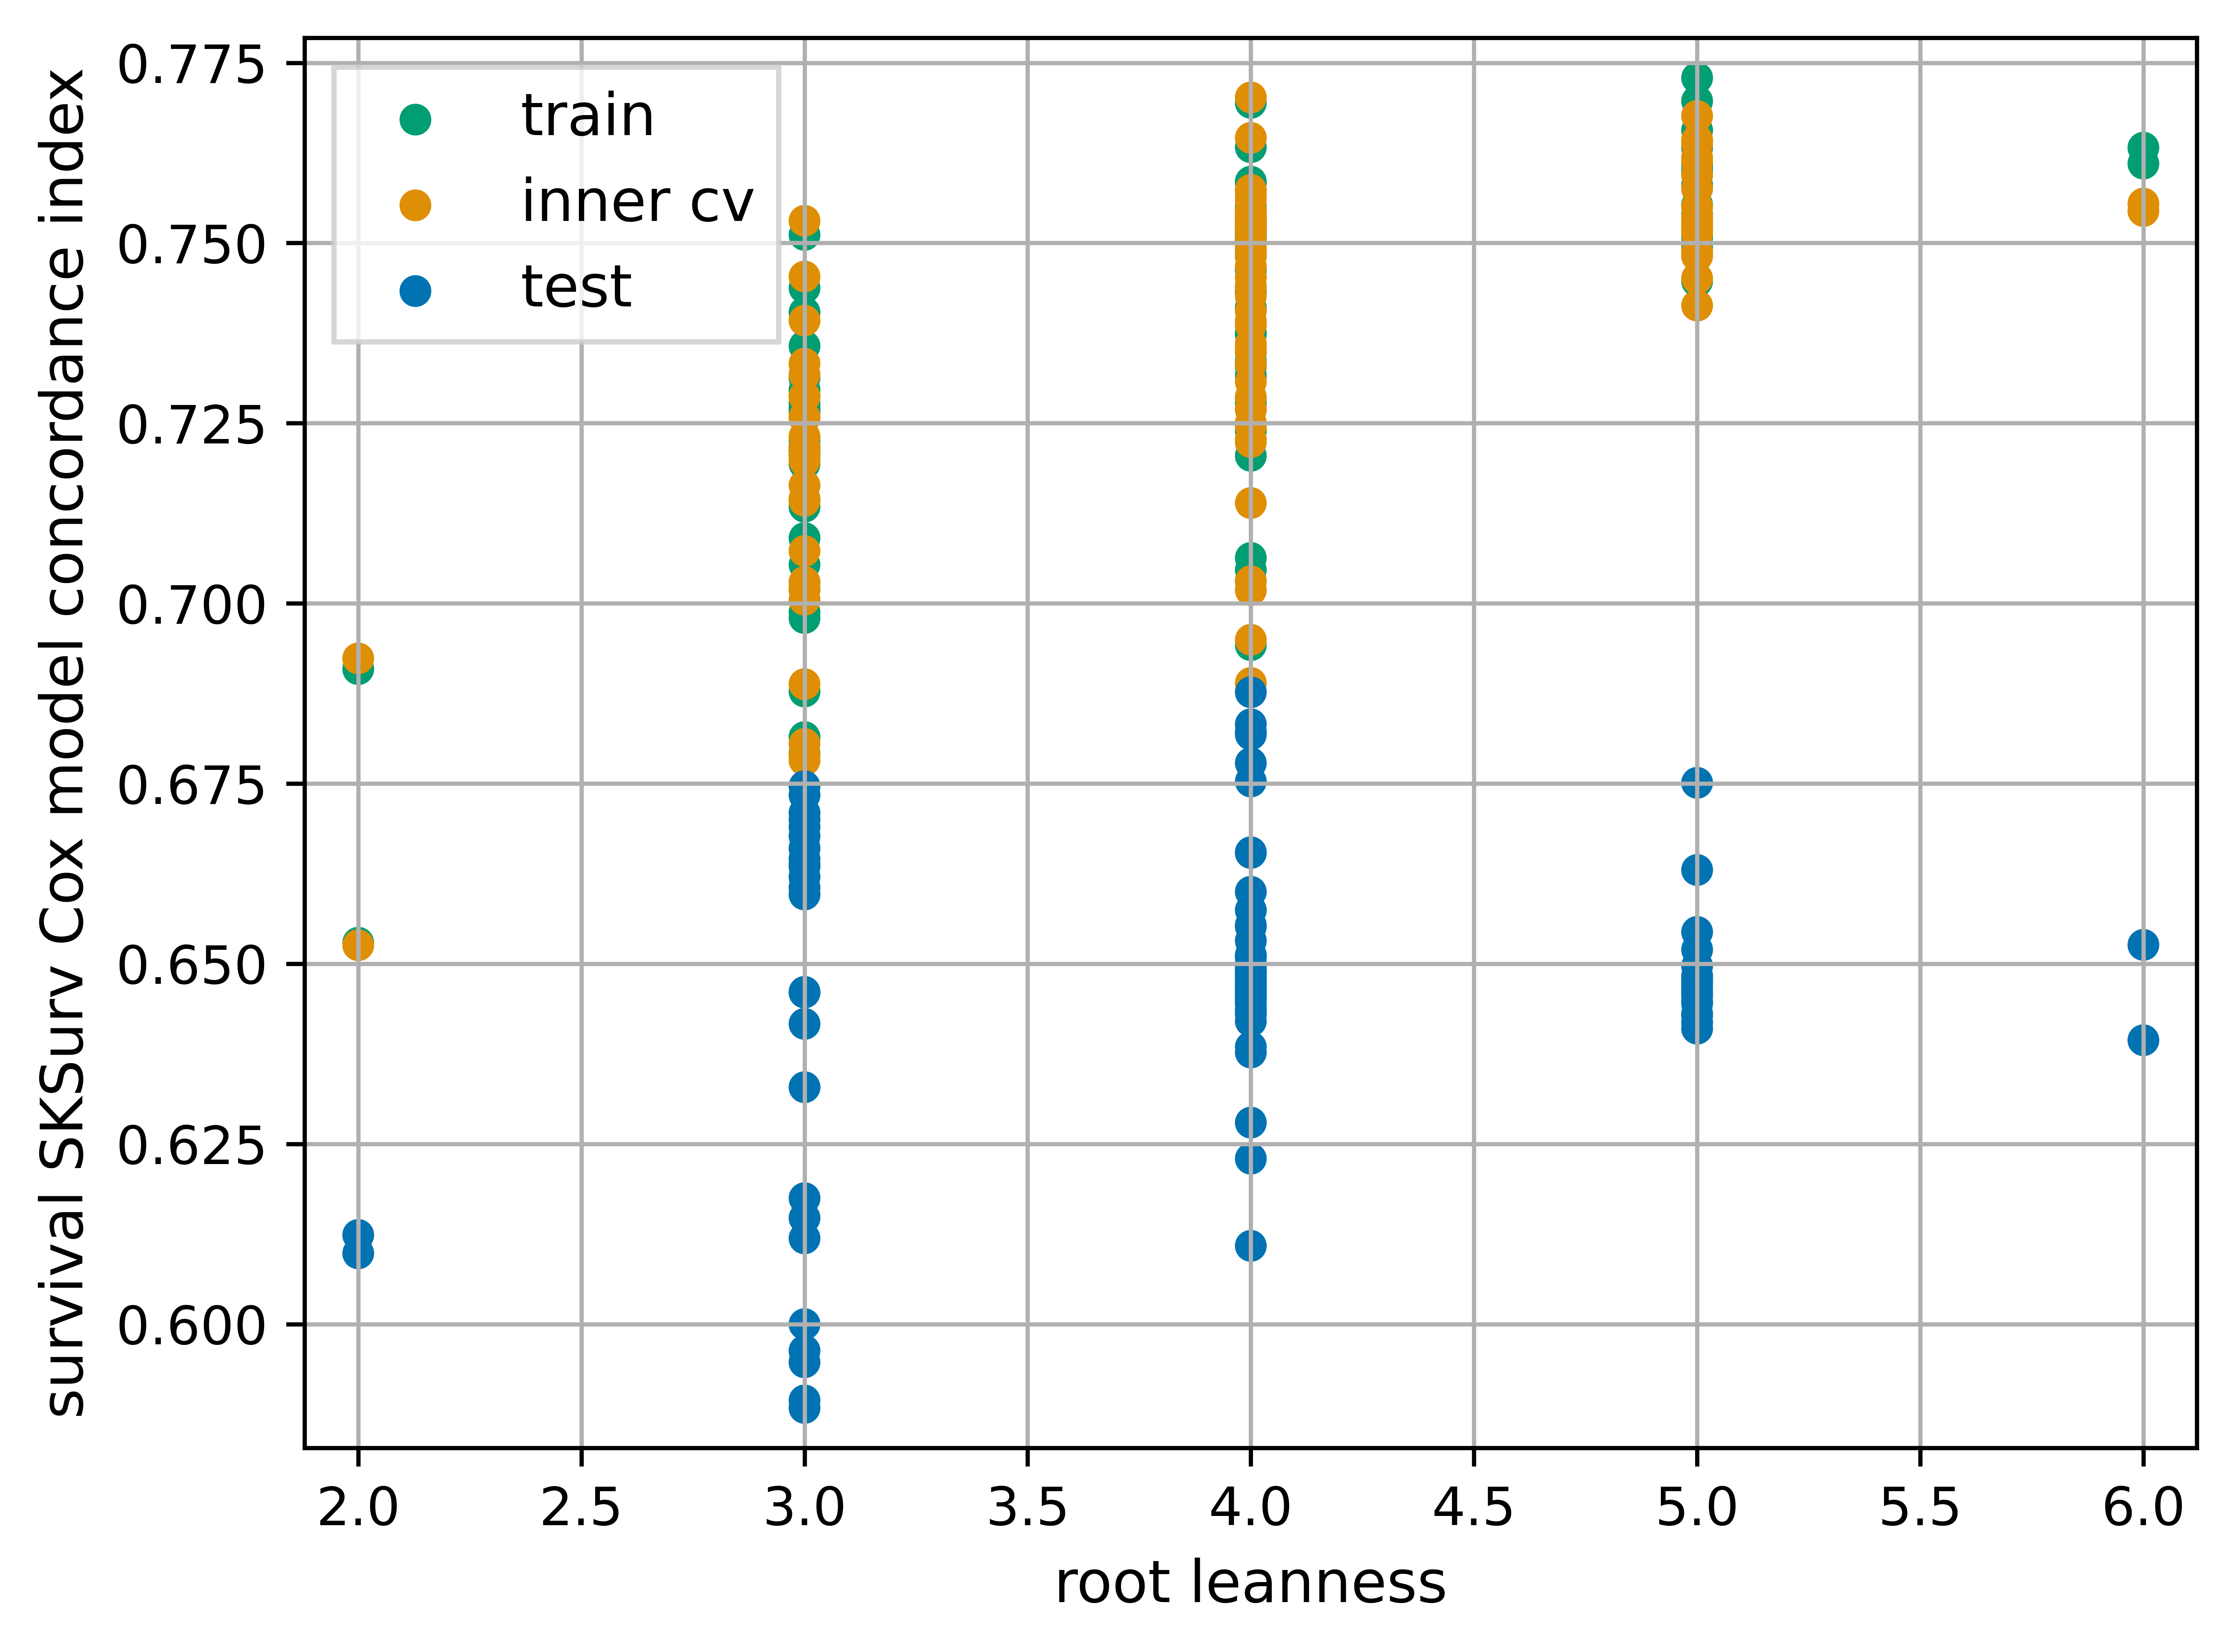 survival SKSurv Cox model concordance index
0.775
0.750
0.725
0.700
0.675
0.650
0.625
0.600
train
inner cv
test
2.0 2.5 3.0 3.5 4.0 4.5 5.0 5.5 6.0
root leanness